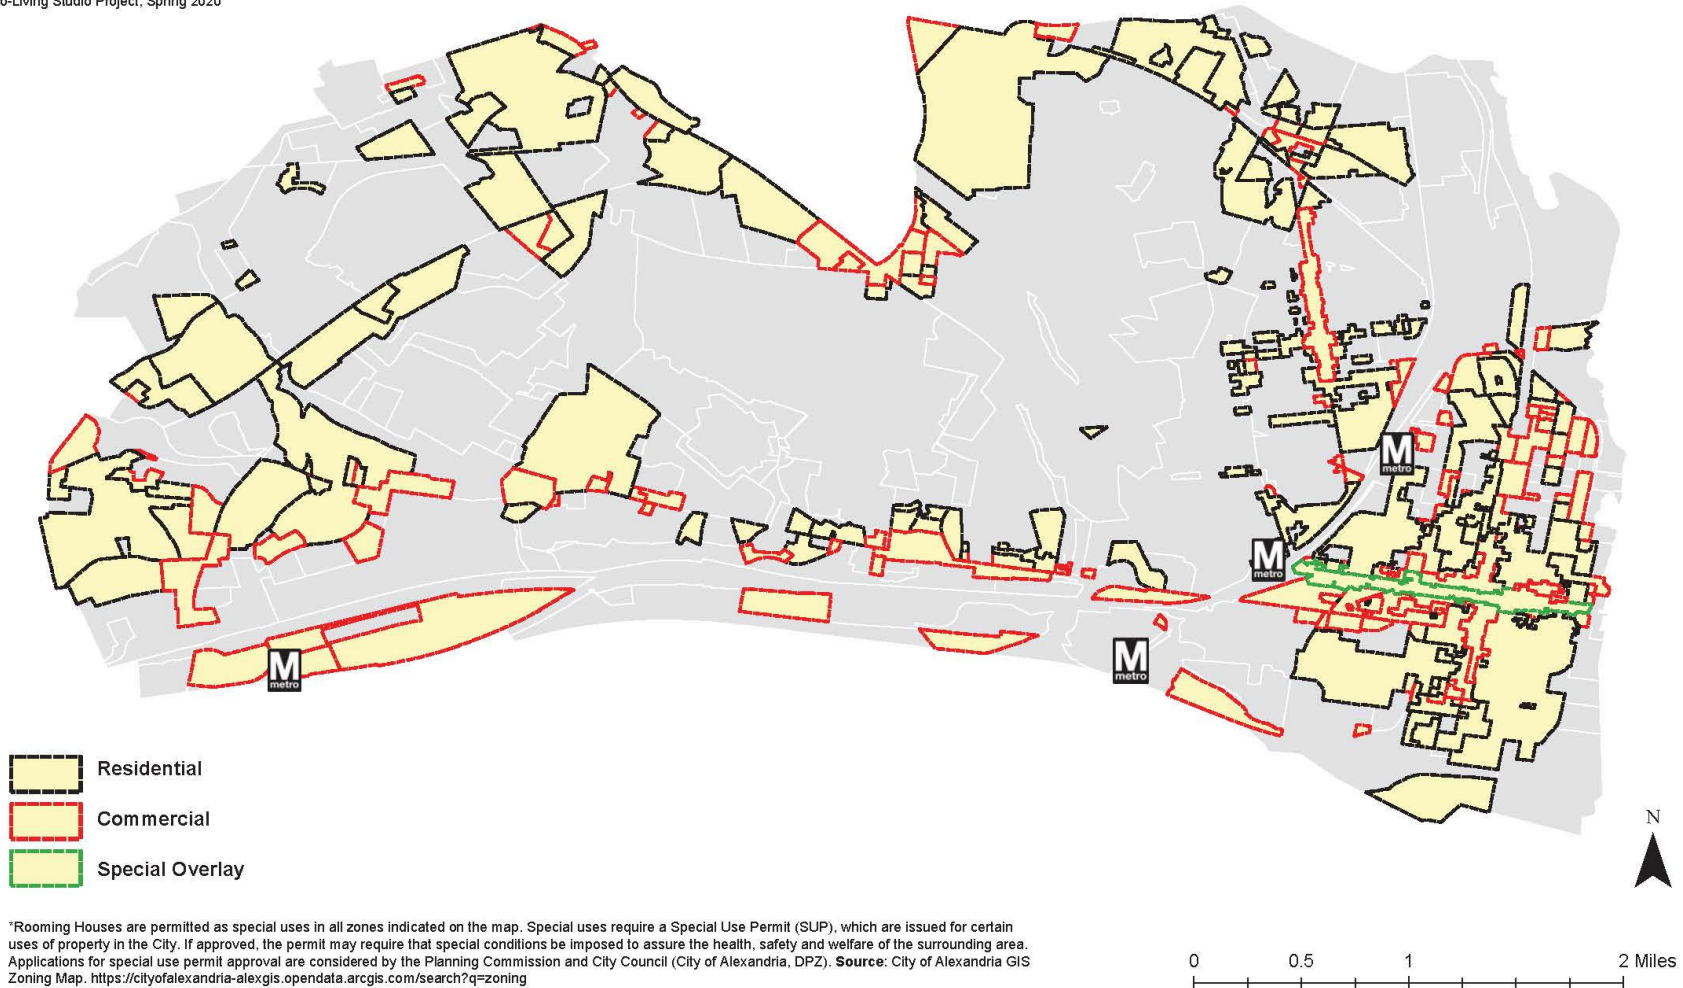 o-Living Studio Project, Spring 2020
M
metro
M
metro
M
metro
M
metro
Residential
Commercial
Special Overlay
N
*Rooming Houses are permitted as special uses in all zones indicated on the map. Special uses require a Special Use Permit (SUP), which are issued for certain
uses of property in the City. If approved, the permit may require that special conditions be imposed to assure the health, safety and welfare of the surrounding area.
Applications for special use permit approval are considered by the Planning Commission and City Council (City of Alexandria, DPZ). Source: City of Alexandria GIS
Zoning Map. https://cityofalexandria-alexgis.opendata.arcgis.com/search?q=zoning
0 0.5 1 2 Miles